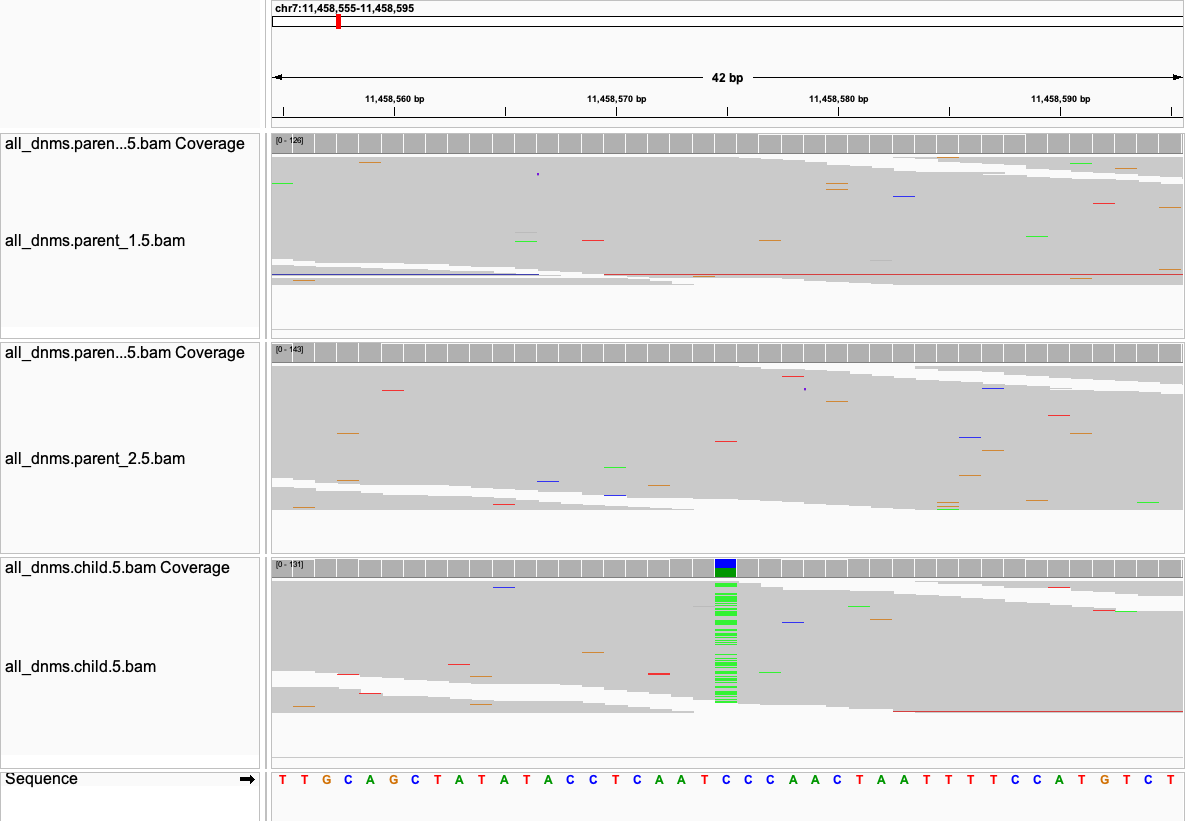 chr7:11,458,555-11,458,595
42 bp
11,458,560 bp 11,458,570 bp 11,458,580 bp 11,458,590 bp
all_dnms.paren...5.bam Coverage
[0 - 126]
all_dnms.parent_1.5.bam
all_dnms.paren...5.bam Coverage
[0 - 143]
all_dnms.parent_2.5.bam
all_dnms.child.5.bam Coverage
[0 - 131]
all_dnms.child.5.bam
Sequence
T T G C A G C T A T A T A C C T C A A T C C C A A C T A A T T T T C C A T G T C T